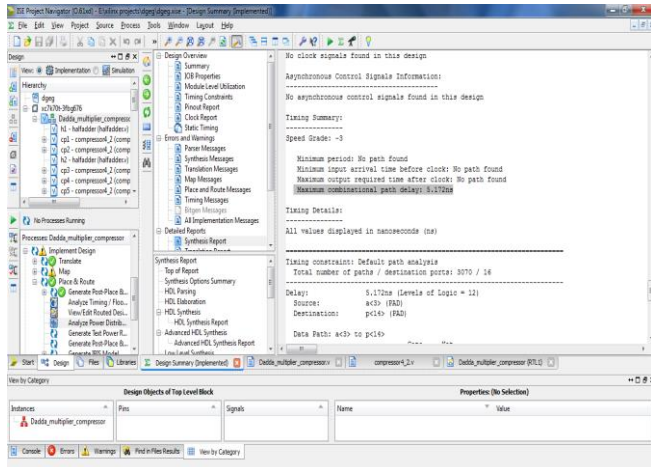 ISE Project Navigator (O.61xd) - E:\xilinx projects\dgeg\dgeg.xise - [Design Summary (Implemented)]
File Edit View Project Source Process Tools Window Layout Help
Design
View: Implementation Simulation
Hierarchy
dgeg
xc7k70t-3fbg676
Dadda_multiplier_compressor
h1 - halfadder (halfadder.v)
cp1 - compressor4_2 (comp
cp2 - compressor4_2 (comp
h2 - halfadder (halfadder.v)
cp3 - compressor4_2 (comp
cp4 - compressor4_2 (comp
cp5 - compressor4_2 (comp
No Processes Running
Processes: Dadda_multiplier_compressor
Implement Design
Translate
Map
Place & Route
Generate Post-Place &...
Analyze Timing / Floo...
View/Edit Routed Desi...
Analyze Power Distrib...
Generate Text Power R...
Generate Post-Place &...
Generate IBIS Model
Start Design Files Libraries
Design Overview
Summary
IOB Properties
Module Level Utilization
Timing Constraints
Pinout Report
Clock Report
Static Timing
Errors and Warnings
Parser Messages
Synthesis Messages
Translation Messages
Map Messages
Place and Route Messages
Timing Messages
Bitgen Messages
All Implementation Messages
Detailed Reports
Synthesis Report
Translation Report
Synthesis Report
Top of Report
Synthesis Options Summary
HDL Parsing
HDL Elaboration
HDL Synthesis
HDL Synthesis Report
Advanced HDL Synthesis
Advanced HDL Synthesis Report
Low Level Synthesis
No clock signals found in this design
Asynchronous Control Signals Information:
----------------------------------------
No asynchronous control signals found in this design
Timing Summary:
---------------
Speed Grade: -3
Minimum period: No path found
Minimum input arrival time before clock: No path found
Maximum output required time after clock: No path found
Maximum combinational path delay: 5.172ns
Timing Details:
---------------
All values displayed in nanoseconds (ns)
Timing constraint: Default path analysis
Total number of paths / destination ports: 3070 / 16
Delay: 5.172ns (Levels of Logic = 12)
Source: a<3> (PAD)
Destination: p<14> (PAD)
Data Path: a<3> to p<14>
Design Summary (Implemented) Dadda_multiplier_compressor.v compressor4_2.v Dadda_multiplier_compressor (RTL1)
View by Category
Design Objects of Top Level Block Properties: (No Selection)
Instances Pins Signals Name Value
Dadda_multiplier_compressor
Console Errors Warnings Find in Files Results View by Category